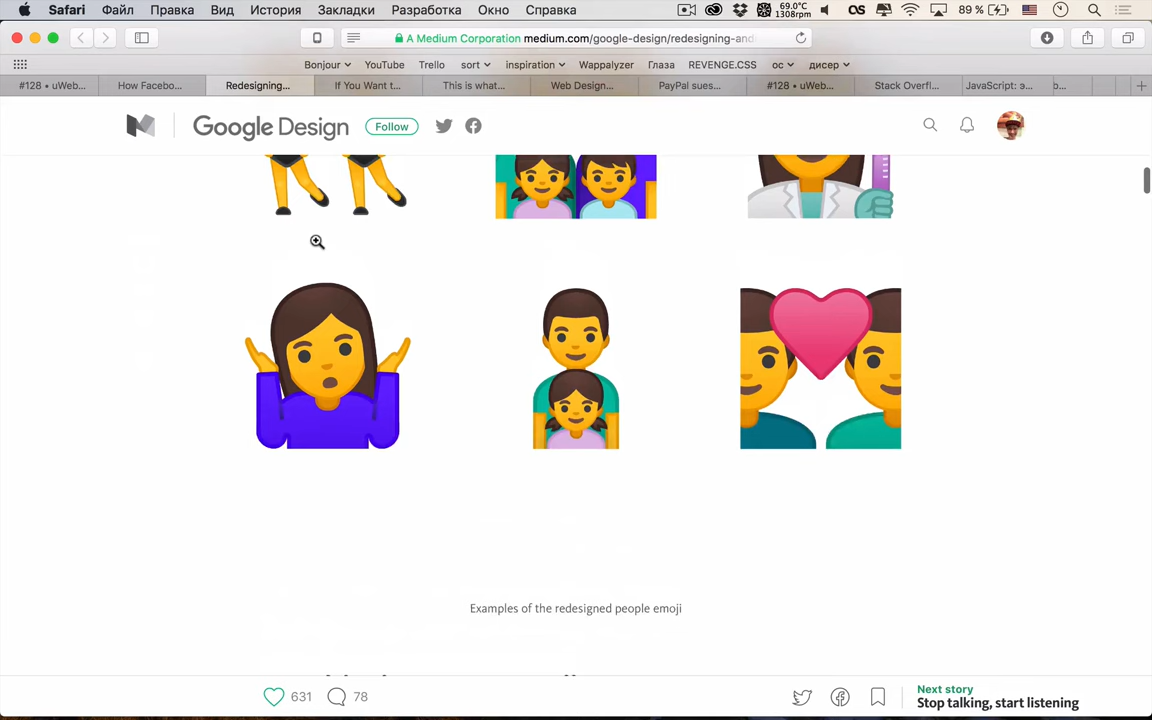 Safari Файл Правка Вид История Закладки Разработка Окно Справка 69.0°C 1308rpm 89 %
A Medium Corporation medium.com/google-design/redesigning-and-
Bonjour YouTube Trello sort inspiration Wappalyzer Глаза REVENGE.CSS ос дисер
#128 • uWeb... How Facebo... Redesigning... If You Want t... This is what... Web Design... PayPal sues... #128 • uWeb... Stack Overfl... JavaScript: э...
Google Design Follow
Examples of the redesigned people emoji
631 78
Next story
Stop talking, start listening